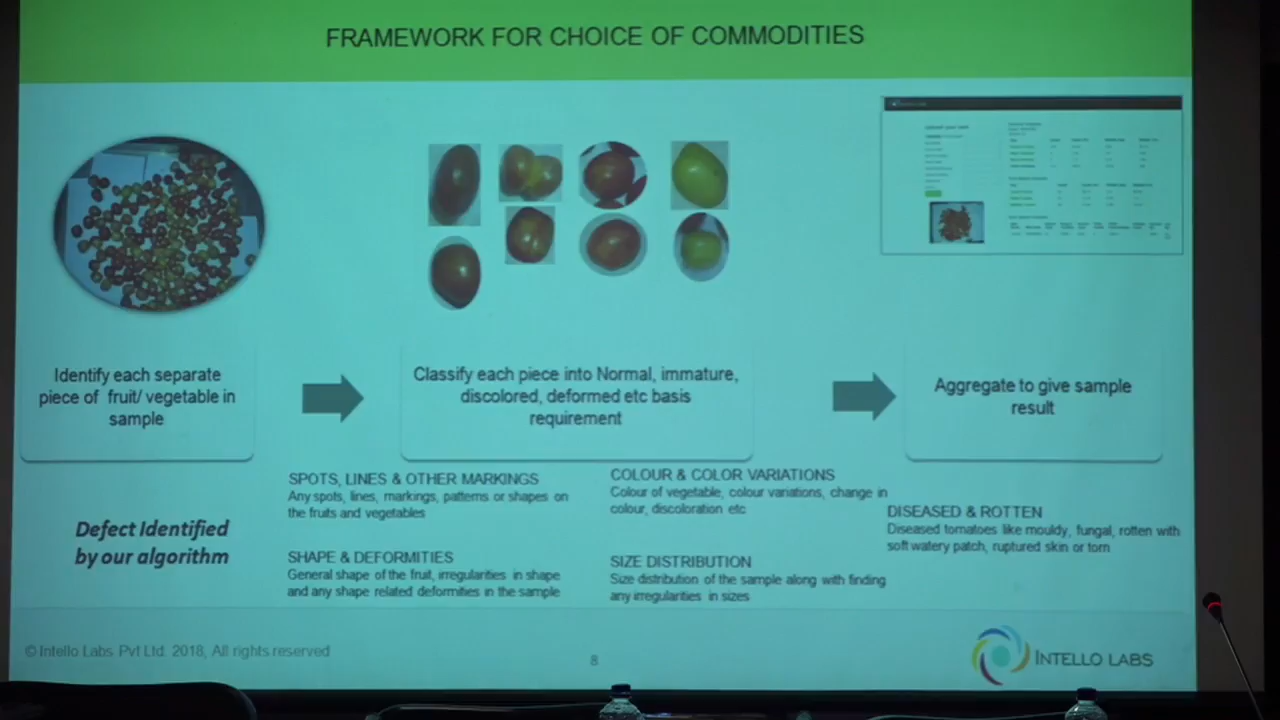 FRAMEWORK FOR CHOICE OF COMMODITIES
Identify each separate
piece of fruit/ vegetable in
sample
Classify each piece into Normal, immature,
discolored, deformed etc basis
requirement
Aggregate to give sample
result
Defect Identified
by our algorithm
SPOTS, LINES & OTHER MARKINGS
Any spots, lines, markings, patterns or shapes on
the fruits and vegetables
SHAPE & DEFORMITIES
General shape of the fruit, irregularities in shape
and any shape related deformities in the sample
COLOUR & COLOR VARIATIONS
Colour of vegetable, colour variations, change in
colour, discoloration etc
SIZE DISTRIBUTION
Size distribution of the sample along with finding
any irregularities in sizes
DISEASED & ROTTEN
Diseased tomatoes like mouldy, fungal, rotten with
soft watery patch, ruptured skin or torn
© Intello Labs Pvt Ltd. 2018, All rights reserved
8
INTELLO LABS